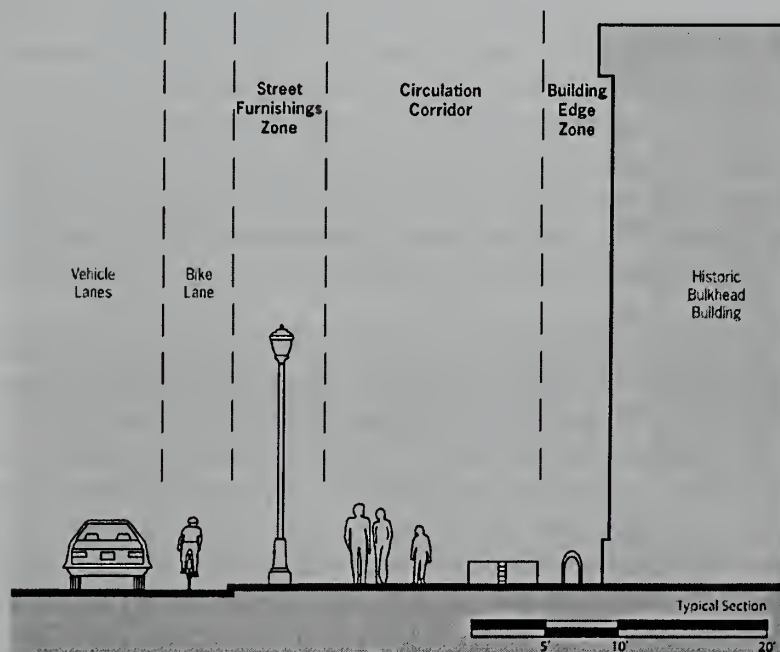 Street
Furnishings
Zone
Circulation
Corridor
Building
Edge
Zone
Vehicle
Lanes
Bike
Lane
Historic
Bulkhead
Building
Typical Section
5' 10' 20'